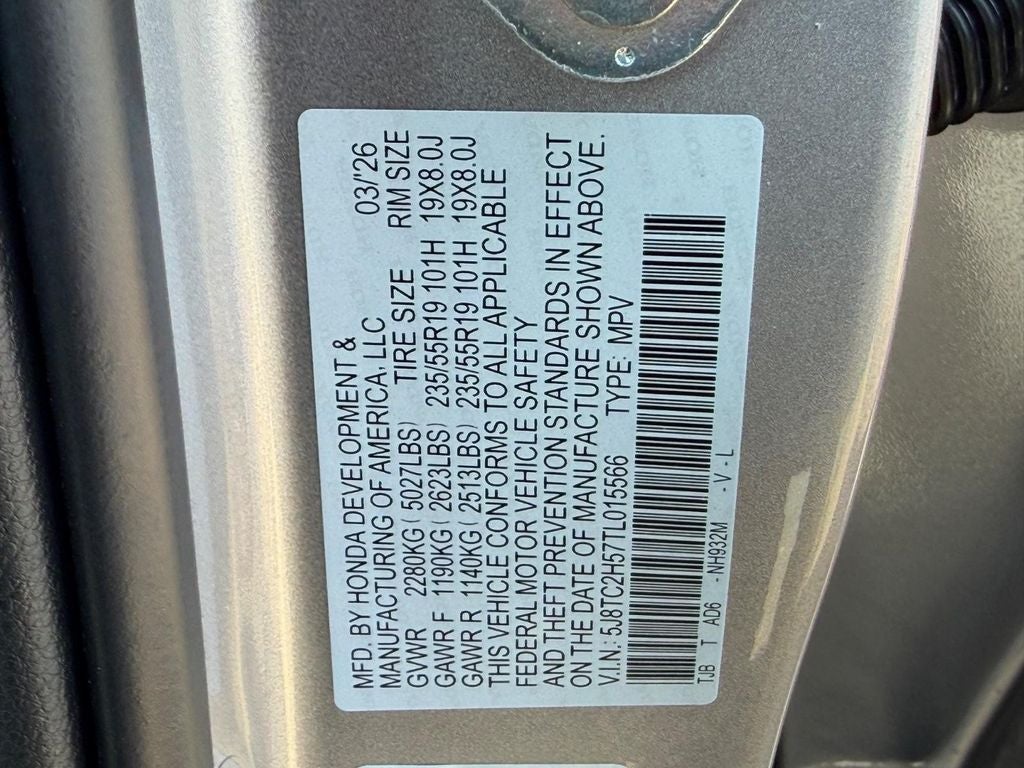 MFD. BY HONDA DEVELOPMENT &
MANUFACTURING OF AMERICA, LLC 03/'26
GVWR 2280KG ( 5027LBS) TIRE SIZE RIM SIZE
GAWR F 1190KG ( 2623LBS) 235/55R19 101H 19X8.0J
GAWR R 1140KG ( 2513LBS) 235/55R19 101H 19X8.0J
THIS VEHICLE CONFORMS TO ALL APPLICABLE
FEDERAL MOTOR VEHICLE SAFETY
AND THEFT PREVENTION STANDARDS IN EFFECT
ON THE DATE OF MANUFACTURE SHOWN ABOVE.
V.I.N.: 5J8TC2H57TL015566 TYPE: MPV
TJB T AD6 - NH932M - V - L